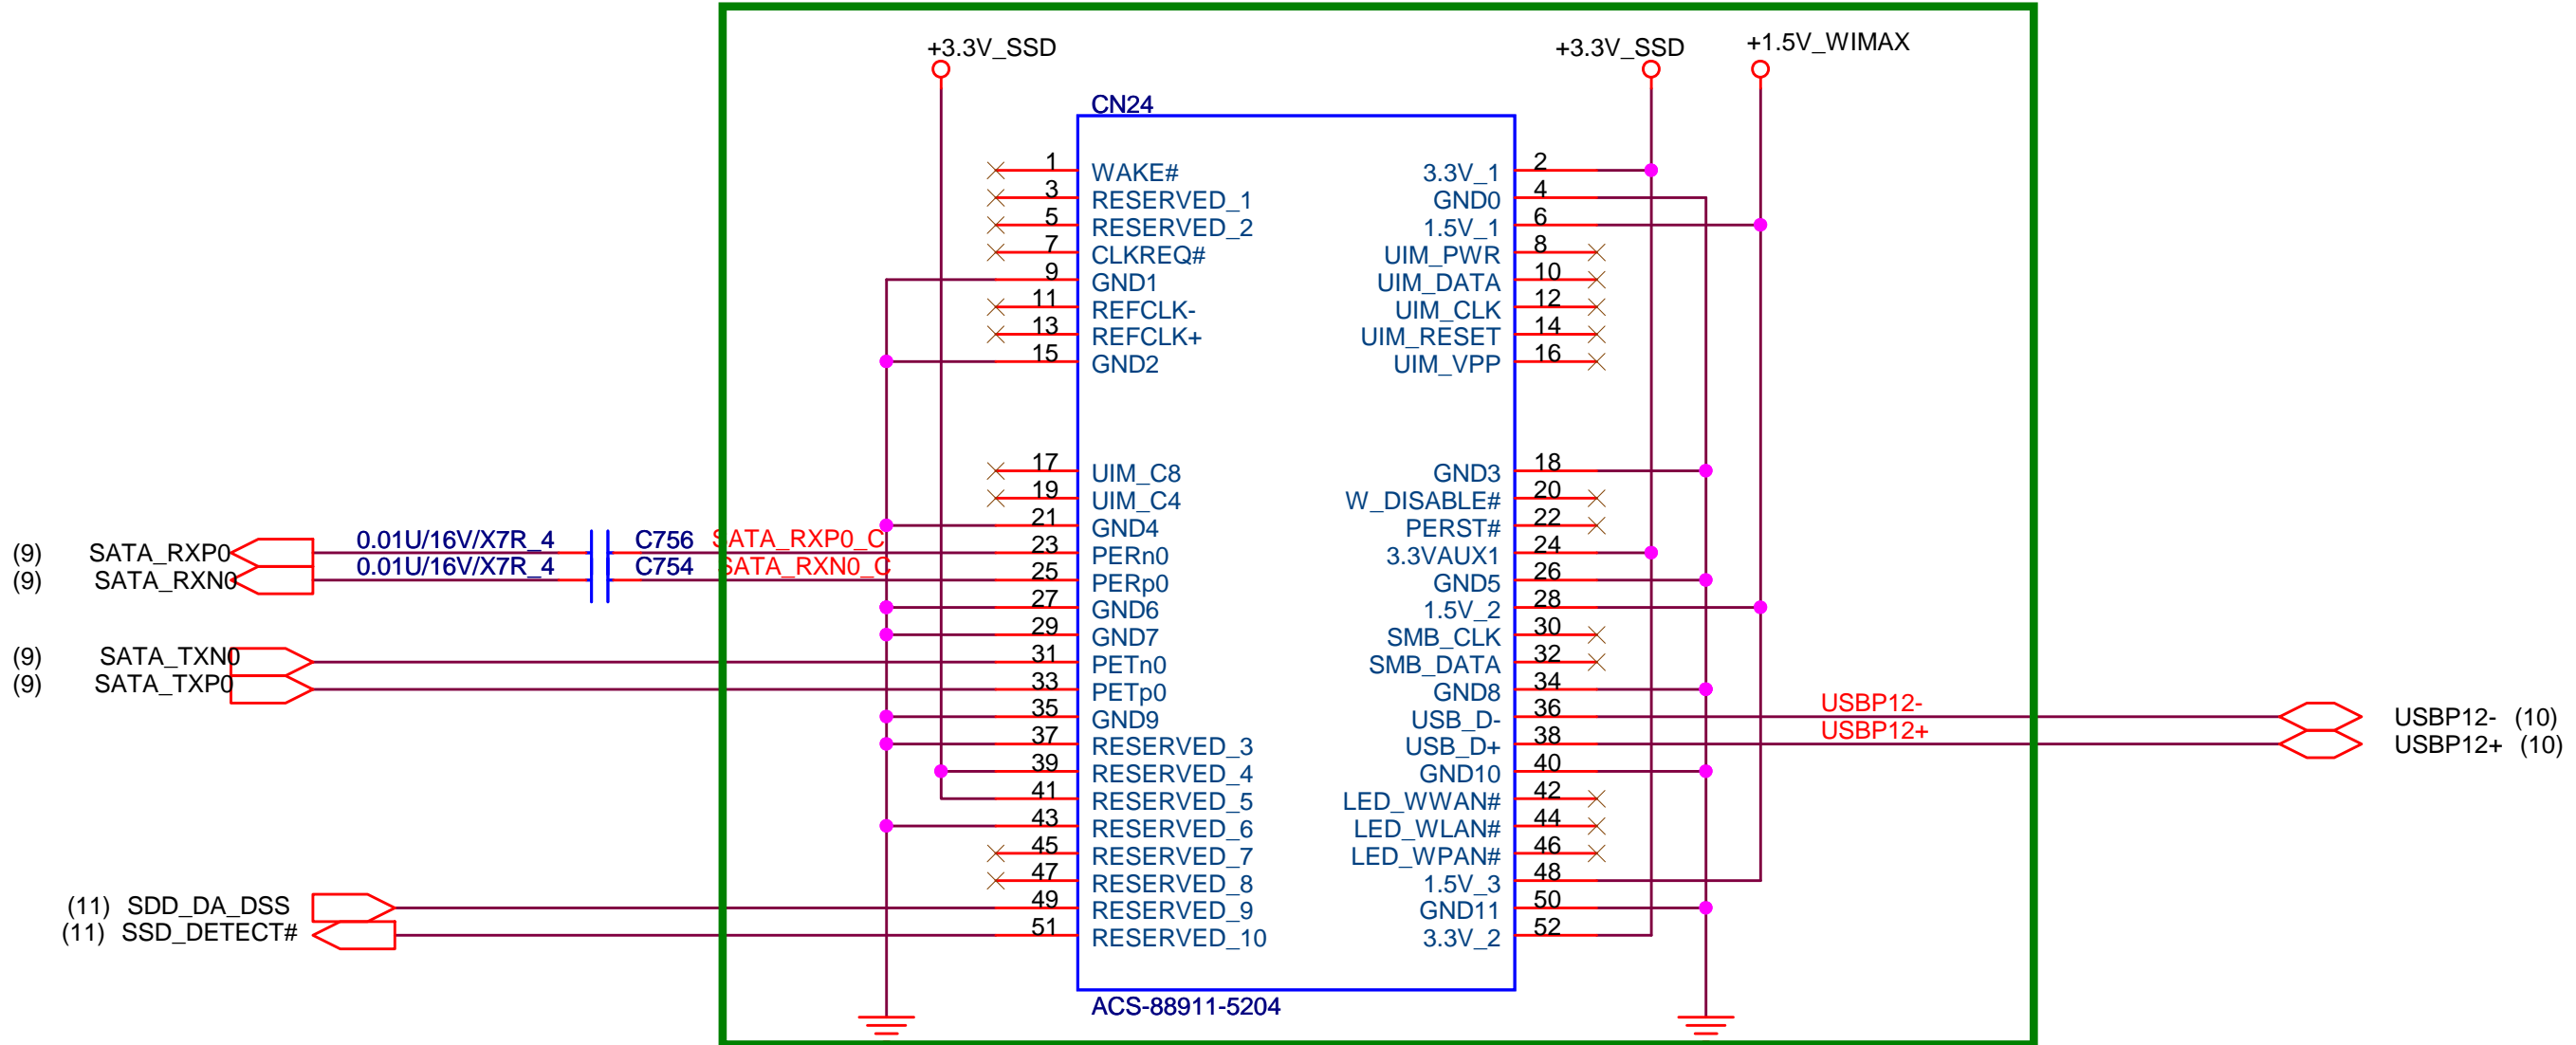 +3.3V_SSD +3.3V_SSD +1.5V_WIMAX
CN24
1 WAKE# 3.3V_1 2
3 RESERVED_1 GND0 4
5 RESERVED_2 1.5V_1 6
7 CLKREQ# UIM_PWR 8
9 GND1 UIM_DATA 10
11 REFCLK- UIM_CLK 12
13 REFCLK+ UIM_RESET 14
15 GND2 UIM_VPP 16
17 UIM_C8 GND3 18
19 UIM_C4 W_DISABLE# 20
21 GND4 PERST# 22
(9) SATA_RXP0 0.01U/16V/X7R_4 C756 SATA_RXP0_C 23 PERn0 3.3VAUX1 24
(9) SATA_RXN0 0.01U/16V/X7R_4 C754 SATA_RXN0_C 25 PERp0 GND5 26
27 GND6 1.5V_2 28
29 GND7 SMB_CLK 30
(9) SATA_TXN0 31 PETn0 SMB_DATA 32
(9) SATA_TXP0 33 PETp0 GND8 34
35 GND9 USB_D- 36 USBP12- USBP12- (10)
37 RESERVED_3 USB_D+ 38 USBP12+ USBP12+ (10)
39 RESERVED_4 GND10 40
41 RESERVED_5 LED_WWAN# 42
43 RESERVED_6 LED_WLAN# 44
45 RESERVED_7 LED_WPAN# 46
47 RESERVED_8 1.5V_3 48
(11) SDD_DA_DSS 49 RESERVED_9 GND11 50
(11) SSD_DETECT# 51 RESERVED_10 3.3V_2 52
ACS-88911-5204